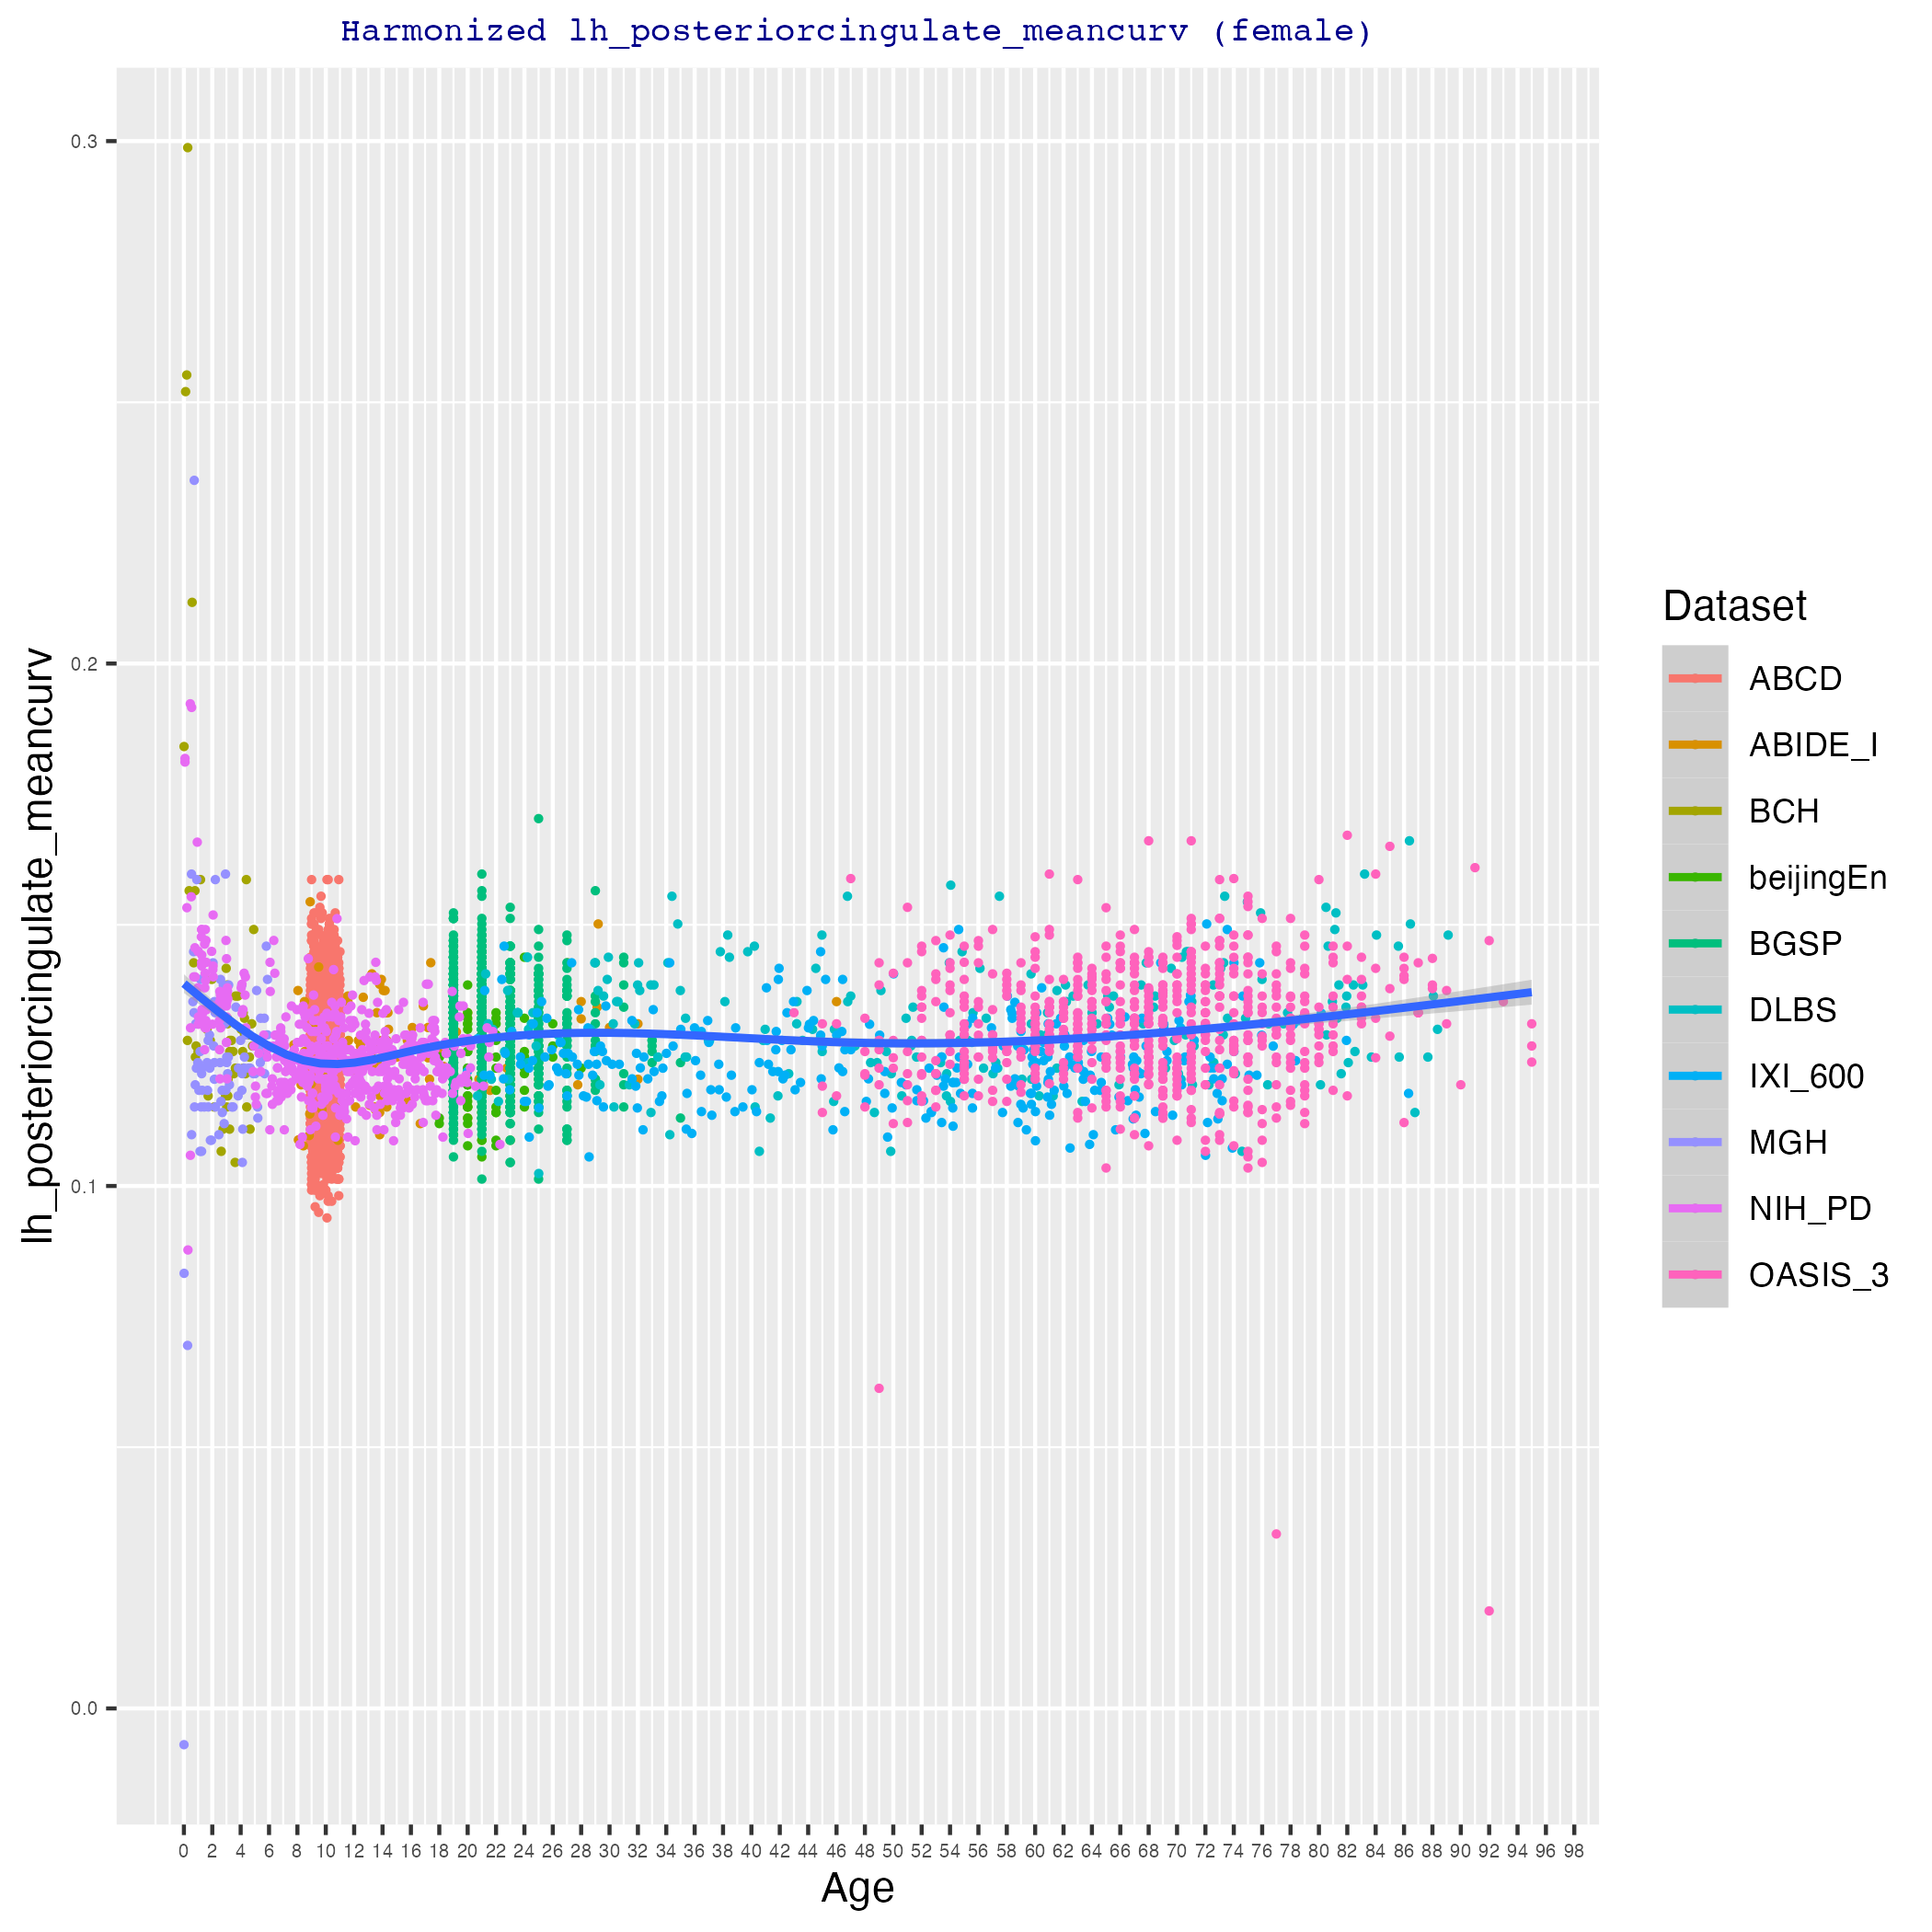 Harmonized lh_posteriorcingulate_meancurv (female)
lh_posteriorcingulate_meancurv
0.3
0.2
0.1
0.0
0 2 4 6 8 10 12 14 16 18 20 22 24 26 28 30 32 34 36 38 40 42 44 46 48 50 52 54 56 58 60 62 64 66 68 70 72 74 76 78 80 82 84 86 88 90 92 94 96 98
Age
Dataset
ABCD
ABIDE_I
BCH
beijingEn
BGSP
DLBS
IXI_600
MGH
NIH_PD
OASIS_3